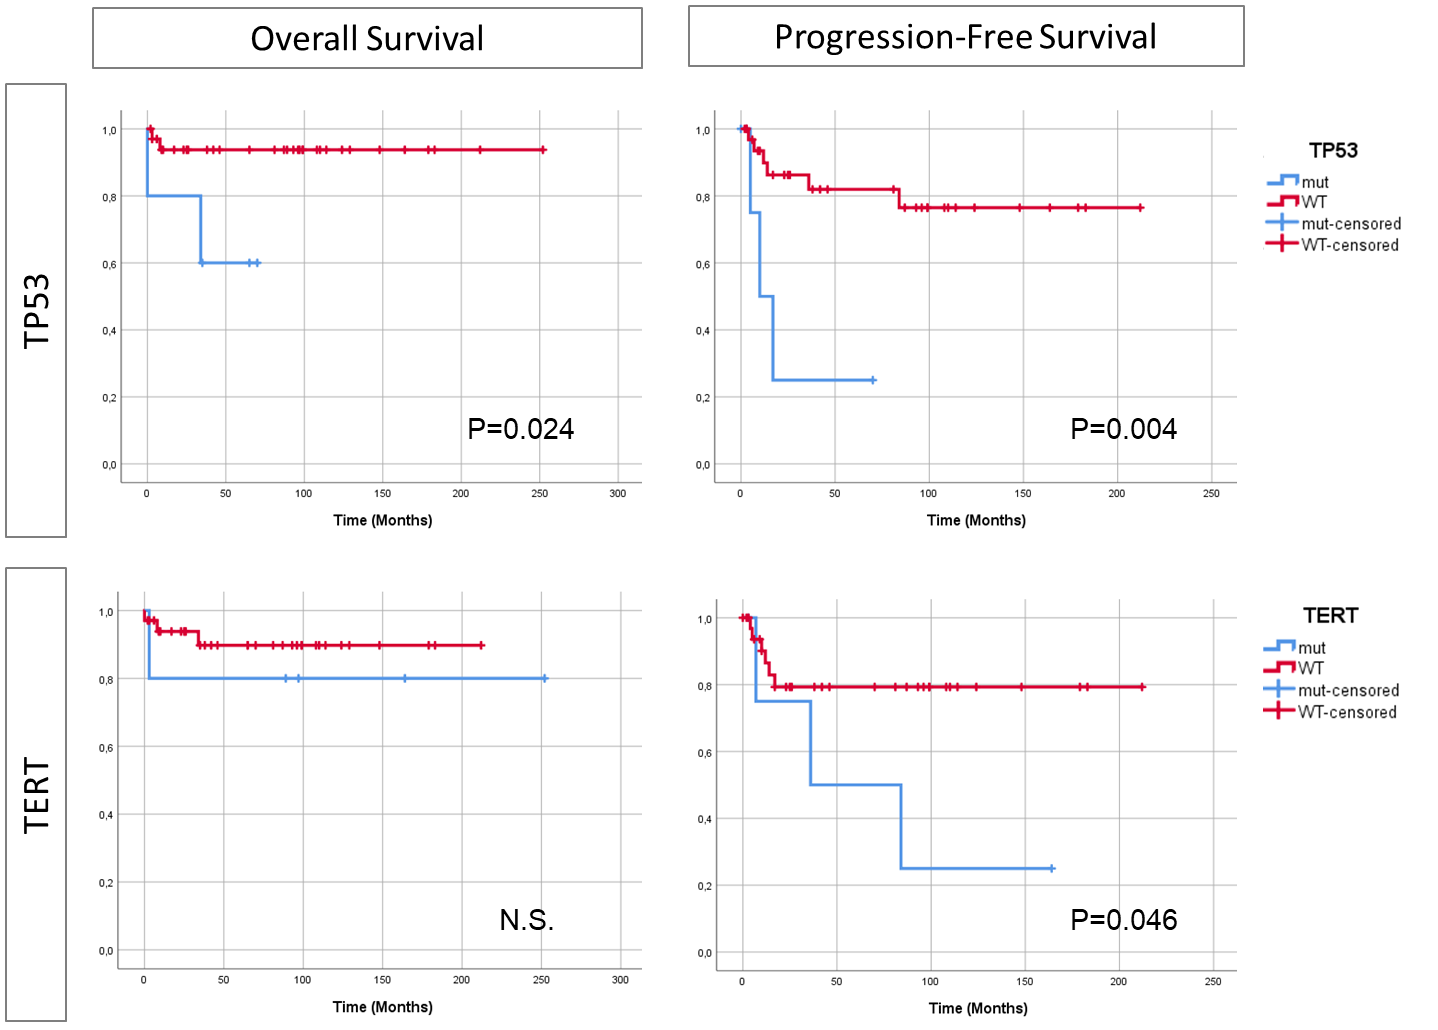 Overall Survival
Progression-Free Survival
TP53
1,0
0,8
0,6
0,4
0,2
0,0
P=0.024
0 50 100 150 200 250 300
Time (Months)
1,0
0,8
0,6
0,4
0,2
0,0
P=0.004
0 50 100 150 200 250
Time (Months)
TP53
mut
WT
mut-censored
WT-censored
TERT
1,0
0,8
0,6
0,4
0,2
0,0
N.S.
0 50 100 150 200 250 300
Time (Months)
1,0
0,8
0,6
0,4
0,2
0,0
P=0.046
0 50 100 150 200 250
Time (Months)
TERT
mut
WT
mut-censored
WT-censored